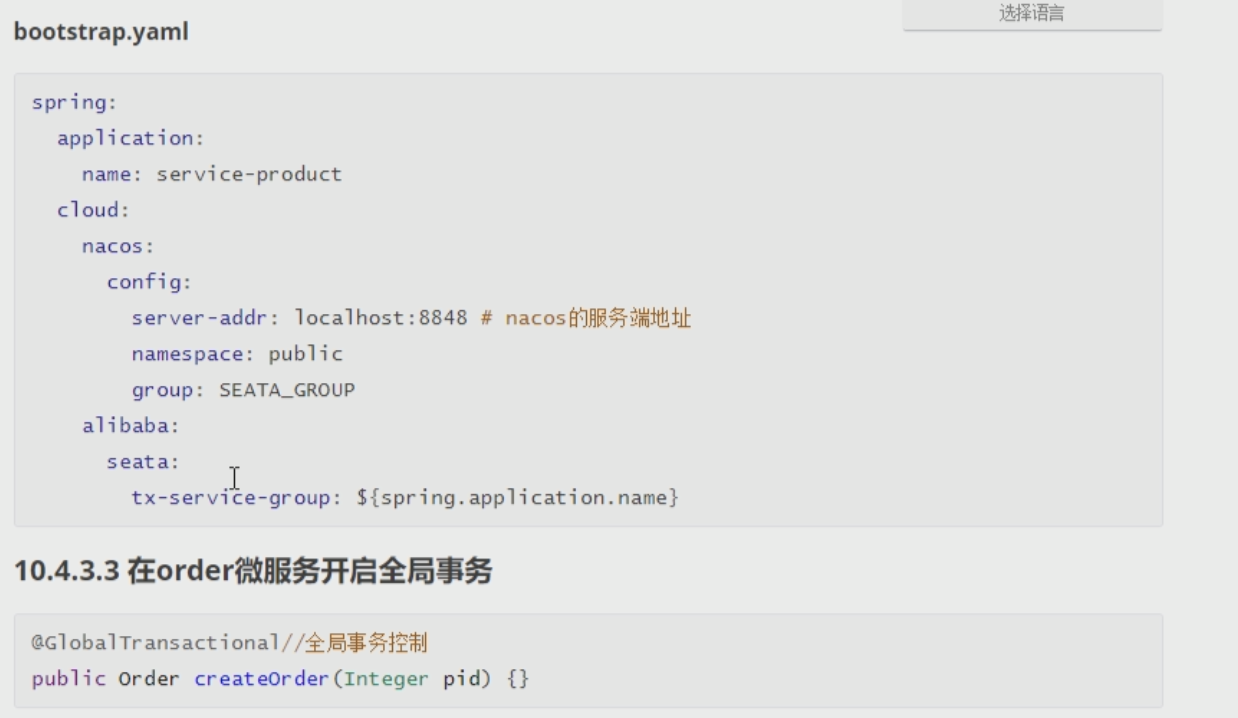 选择语言
bootstrap.yaml
spring:
  application:
    name: service-product
  cloud:
    nacos:
      config:
        server-addr: localhost:8848 # nacos的服务端地址
        namespace: public
        group: SEATA_GROUP
    alibaba:
      seata:
        tx-service-group: ${spring.application.name}
10.4.3.3 在order微服务开启全局事务
@GlobalTransactional//全局事务控制
public Order createOrder(Integer pid) {}